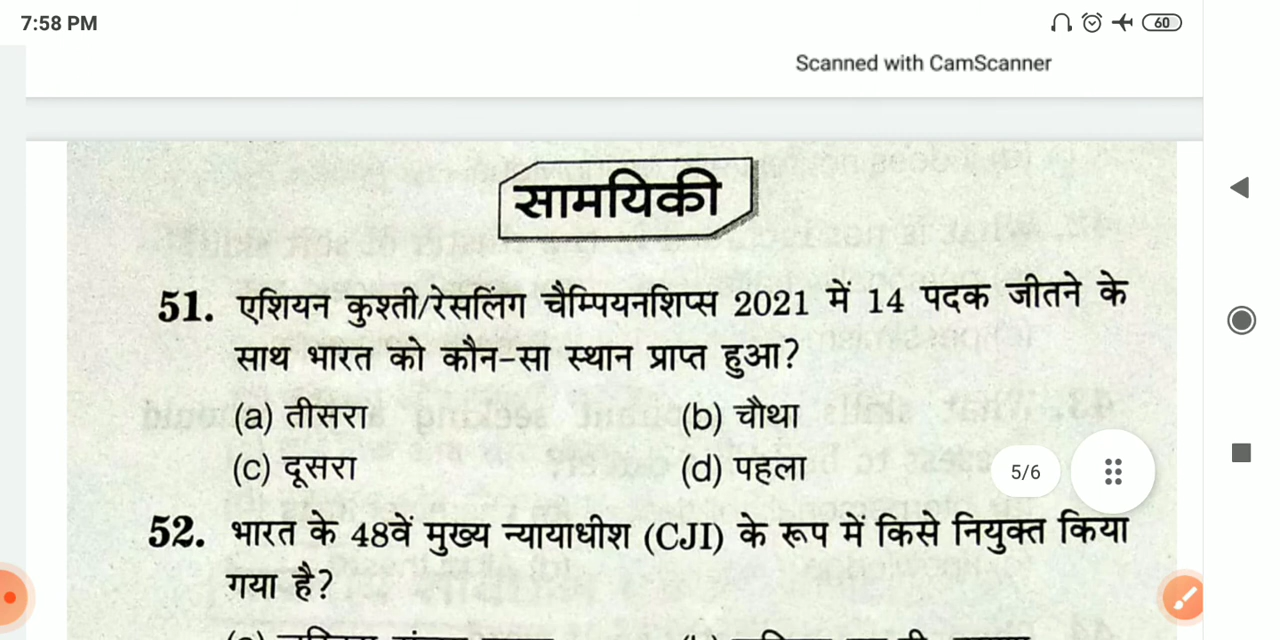 7:58 PM
60
Scanned with CamScanner
सामयिकी
51. एशियन कुश्ती/रेसलिंग चैम्पियनशिप्स 2021 में 14 पदक जीतने के
साथ भारत को कौन-सा स्थान प्राप्त हुआ?
(a) तीसरा (b) चौथा
(c) दूसरा (d) पहला
5/6
52. भारत के 48वें मुख्य न्यायाधीश (CJI) के रूप में किसे नियुक्त किया
गया है?